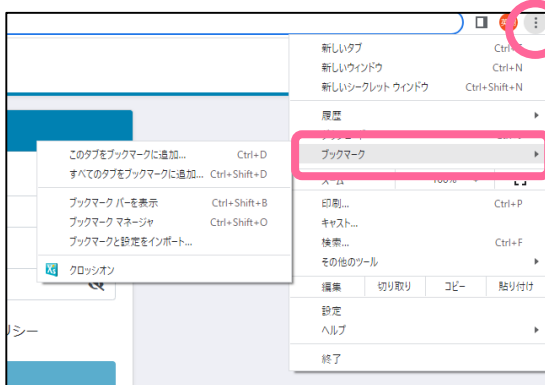 新しいタブ
新しいウィンドウ Ctrl+N
新しいシークレット ウィンドウ Ctrl+Shift+N
履歴
ブックマーク
このタブをブックマークに追加... Ctrl+D
すべてのタブをブックマークに追加... Ctrl+Shift+D
ブックマーク バーを表示 Ctrl+Shift+B
ブックマーク マネージャ Ctrl+Shift+O
ブックマークと設定をインポート...
クロッシオン
印刷... Ctrl+P
キャスト...
検索... Ctrl+F
その他のツール
編集 切り取り コピー 貼り付け
設定
ヘルプ
終了
リシー